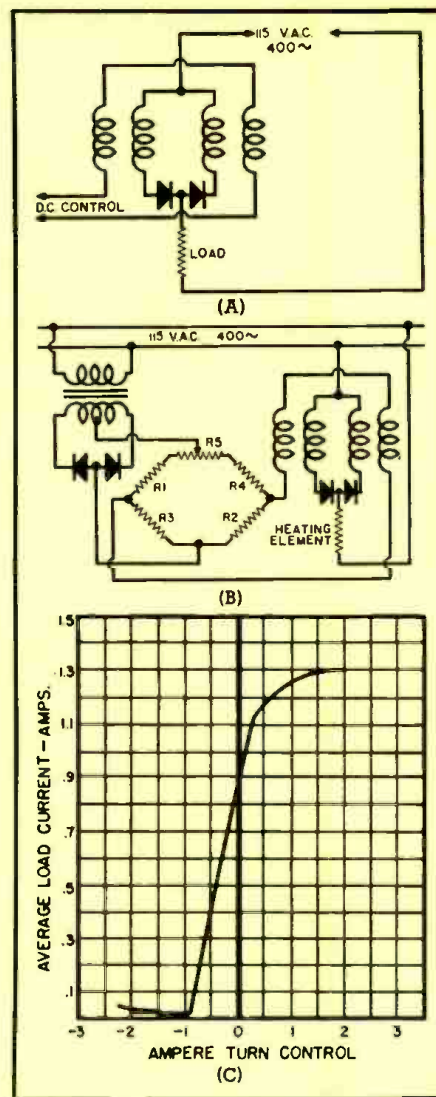 115 V.A.C.
400~
D.C. CONTROL
LOAD
(A)
115 V.A.C. 400~
R5
R1
R4
R3
R2
HEATING
ELEMENT
(B)
1.5
1.3
1.1
.9
.7
.5
.3
.1
AVERAGE LOAD CURRENT – AMPS.
-3 -2 -1 0 1 2 3
AMPERE TURN CONTROL
(C)